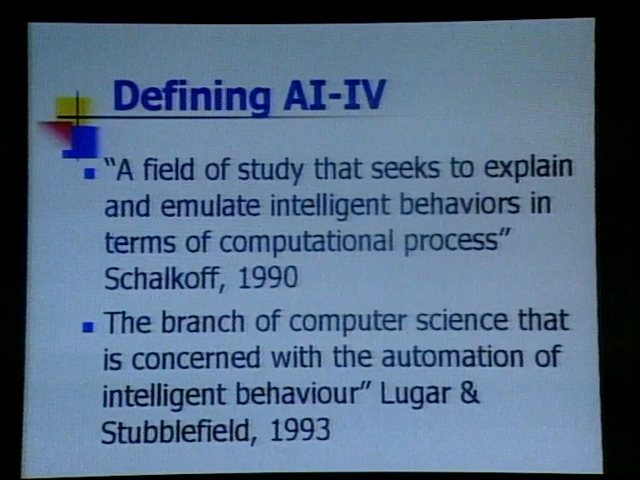 Defining AI-IV
“A field of study that seeks to explain
and emulate intelligent behaviors in
terms of computational process”
Schalkoff, 1990
The branch of computer science that
is concerned with the automation of
intelligent behaviour” Lugar &
Stubblefield, 1993